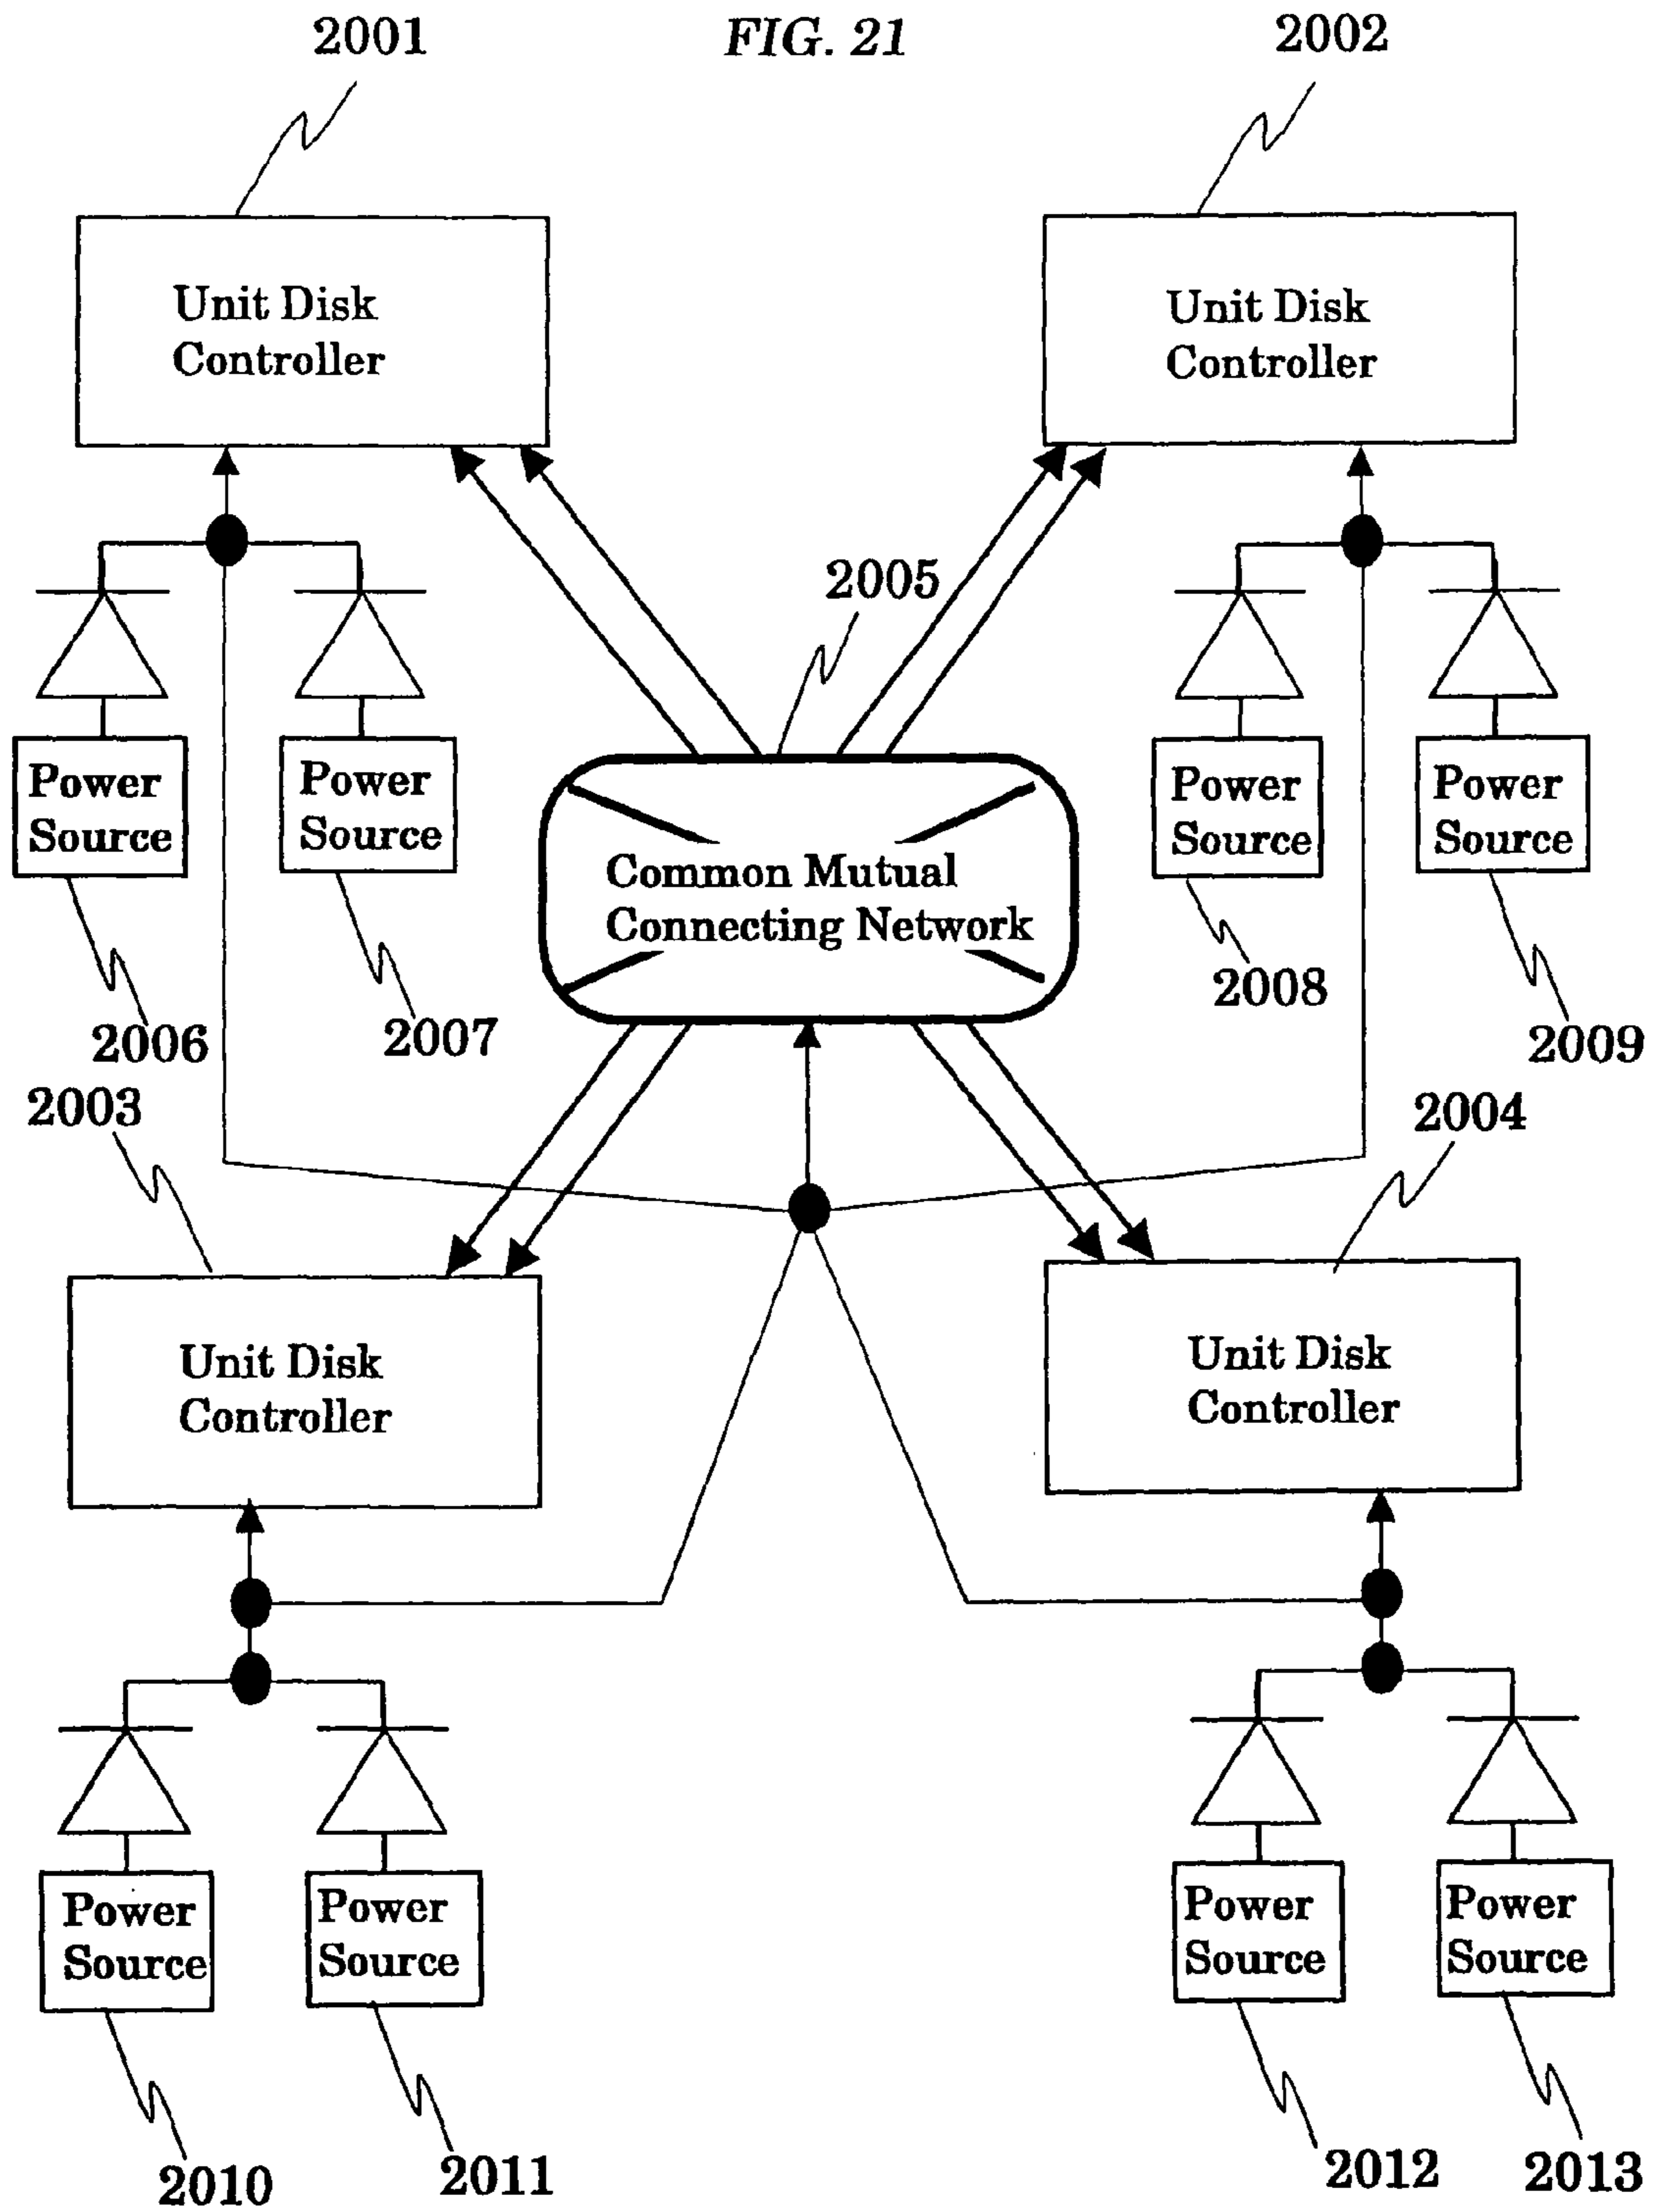 2001
FIG. 21
2002
Unit Disk
Controller
Unit Disk
Controller
2005
Power
Source
Power
Source
Power
Source
Power
Source
Common Mutual
Connecting Network
2006
2007
2008
2009
2003
2004
Unit Disk
Controller
Unit Disk
Controller
Power
Source
Power
Source
Power
Source
Power
Source
2010
2011
2012
2013